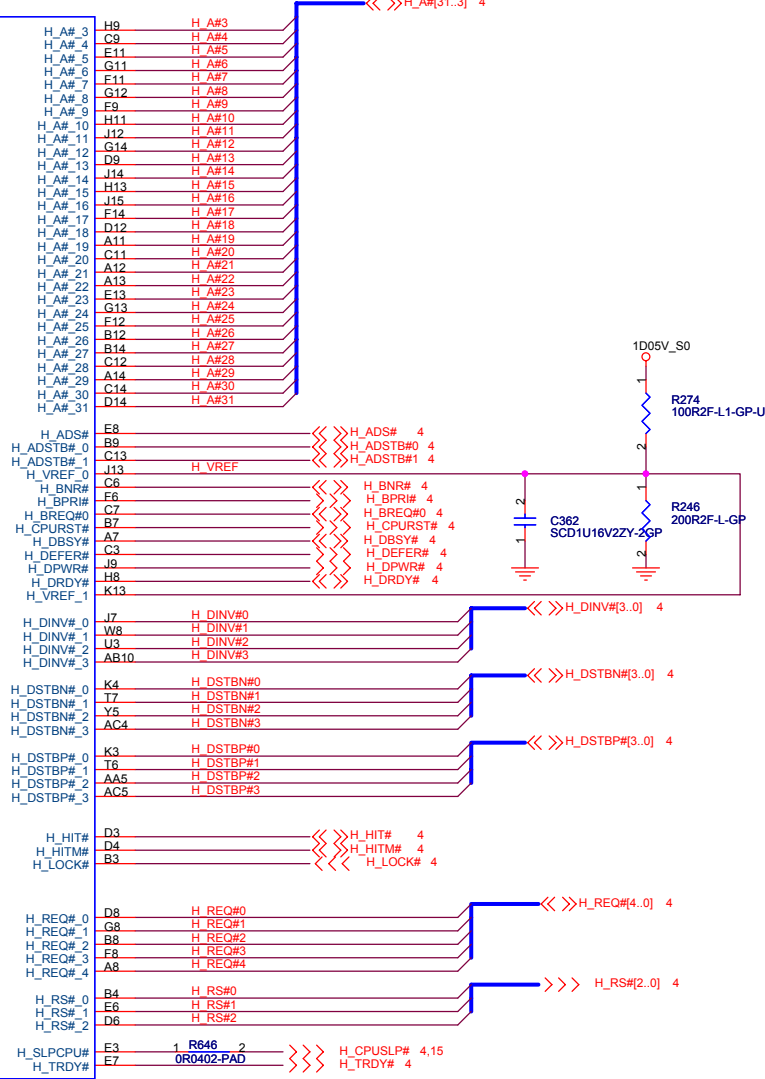 H_A#[31..3] 4
H_A#_3 H9 H_A#3
H_A#_4 C9 H_A#4
H_A#_5 E11 H_A#5
H_A#_6 G11 H_A#6
H_A#_7 F11 H_A#7
H_A#_8 G12 H_A#8
H_A#_9 F9 H_A#9
H_A#_10 H11 H_A#10
H_A#_11 J12 H_A#11
H_A#_12 G14 H_A#12
H_A#_13 D9 H_A#13
H_A#_14 J14 H_A#14
H_A#_15 H13 H_A#15
H_A#_16 J15 H_A#16
H_A#_17 F14 H_A#17
H_A#_18 D12 H_A#18
H_A#_19 A11 H_A#19
H_A#_20 C11 H_A#20
H_A#_21 A12 H_A#21
H_A#_22 A13 H_A#22
H_A#_23 E13 H_A#23
H_A#_24 G13 H_A#24
H_A#_25 F12 H_A#25
H_A#_26 B12 H_A#26
H_A#_27 B14 H_A#27
H_A#_28 C12 H_A#28
H_A#_29 A14 H_A#29
H_A#_30 C14 H_A#30
H_A#_31 D14 H_A#31
1D05V_S0
1
R274
100R2F-L1-GP-U
2
H_ADS# E8 H_ADS# 4
H_ADSTB#_0 B9 H_ADSTB#0 4
H_ADSTB#_1 C13 H_ADSTB#1 4
H_VREF_0 J13 H_VREF
H_BNR# C6 H_BNR# 4
H_BPRI# F6 H_BPRI# 4
H_BREQ#0 C7 H_BREQ#0 4
H_CPURST# B7 H_CPURST# 4
H_DBSY# A7 H_DBSY# 4
H_DEFER# C3 H_DEFER# 4
H_DPWR# J9 H_DPWR# 4
H_DRDY# H8 H_DRDY# 4
H_VREF_1 K13
2
C362
SCD1U16V2ZY-2GP
1
1
R246
200R2F-L-GP
2
H_DINV#[3..0] 4
H_DINV#_0 J7 H_DINV#0
H_DINV#_1 W8 H_DINV#1
H_DINV#_2 U3 H_DINV#2
H_DINV#_3 AB10 H_DINV#3
H_DSTBN#[3..0] 4
H_DSTBN#_0 K4 H_DSTBN#0
H_DSTBN#_1 T7 H_DSTBN#1
H_DSTBN#_2 Y5 H_DSTBN#2
H_DSTBN#_3 AC4 H_DSTBN#3
H_DSTBP#[3..0] 4
H_DSTBP#_0 K3 H_DSTBP#0
H_DSTBP#_1 T6 H_DSTBP#1
H_DSTBP#_2 AA5 H_DSTBP#2
H_DSTBP#_3 AC5 H_DSTBP#3
H_HIT# D3 H_HIT# 4
H_HITM# D4 H_HITM# 4
H_LOCK# B3 H_LOCK# 4
H_REQ#[4..0] 4
H_REQ#_0 D8 H_REQ#0
H_REQ#_1 G8 H_REQ#1
H_REQ#_2 B8 H_REQ#2
H_REQ#_3 F8 H_REQ#3
H_REQ#_4 A8 H_REQ#4
H_RS#[2..0] 4
H_RS#_0 B4 H_RS#0
H_RS#_1 E6 H_RS#1
H_RS#_2 D6 H_RS#2
H_SLPCPU# E3 1 R646 2 H_CPUSLP# 4,15
H_TRDY# E7 0R0402-PAD H_TRDY# 4